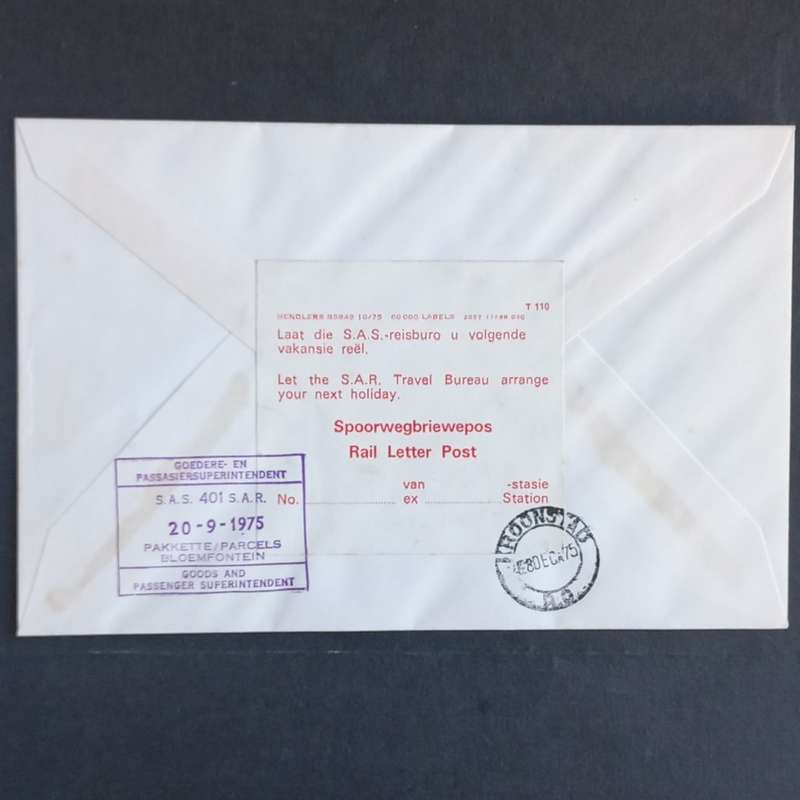 T 110
HENDLERS
LABELS
Laat die S.A.S.-reisburo u volgende
vakansie reël.
Let the S.A.R. Travel Bureau arrange
your next holiday.
Spoorwegbriewepos
Rail Letter Post
van -stasie
No. ex Station
GOEDERE- EN
PASSASIERSUPERINTENDENT
S.A.S. 401 S.A.R.
20-9-1975
PAKKETTE/PARCELS
BLOEMFONTEIN
GOODS AND
PASSENGER SUPERINTENDENT
KROONSTAD